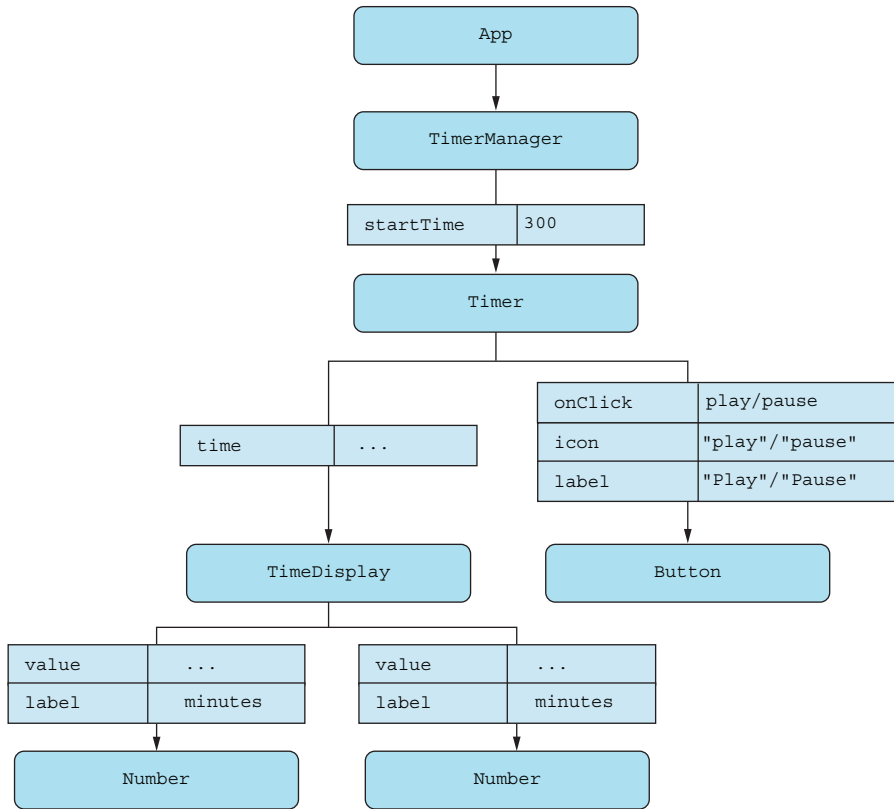 App
TimerManager
startTime 300
Timer
onClick play/pause
time ... icon "play"/"pause"
label "Play"/"Pause"
TimeDisplay Button
value ... value ...
label minutes label minutes
Number Number